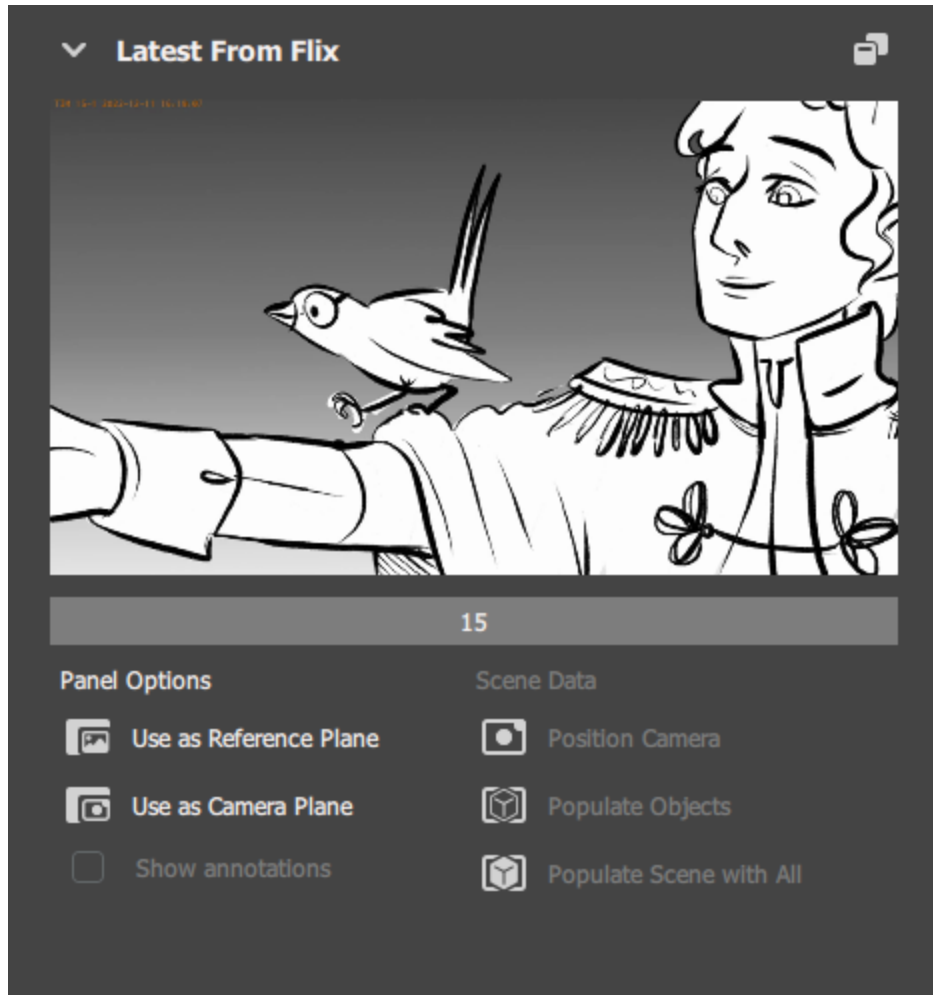 Latest From Flix
15
Panel Options
Scene Data
Use as Reference Plane
Position Camera
Use as Camera Plane
Populate Objects
Show annotations
Populate Scene with All